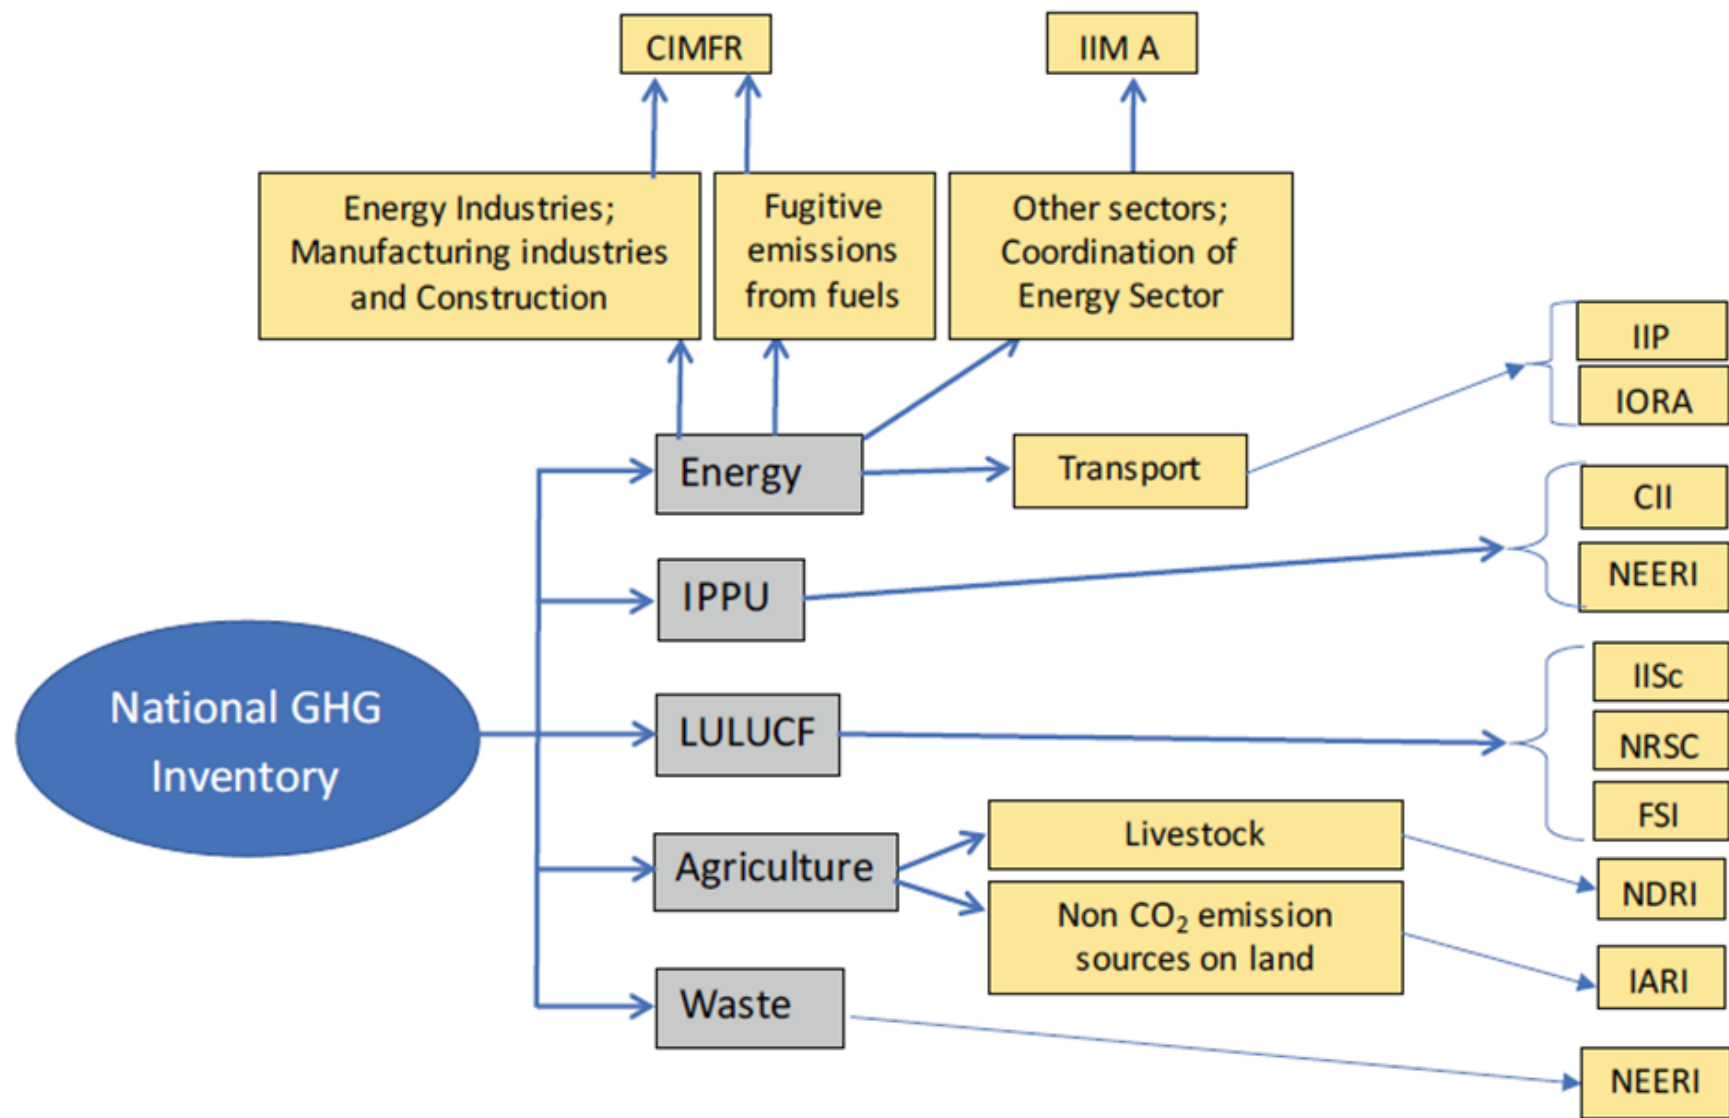 CIMFR
IIM A
Energy Industries;
Manufacturing industries
and Construction
Fugitive
emissions
from fuels
Other sectors;
Coordination of
Energy Sector
IIP
IORA
Energy
Transport
CII
NEERI
IPPU
National GHG
Inventory
LULUCF
IISc
NRSC
FSI
Agriculture
Livestock
Non CO₂ emission
sources on land
NDRI
IARI
Waste
NEERI